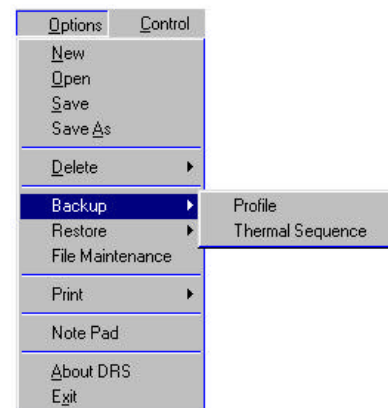 Options Control
New
Open
Save
Save As
Delete
Backup Profile
Restore Thermal Sequence
File Maintenance
Print
Note Pad
About DRS
Exit